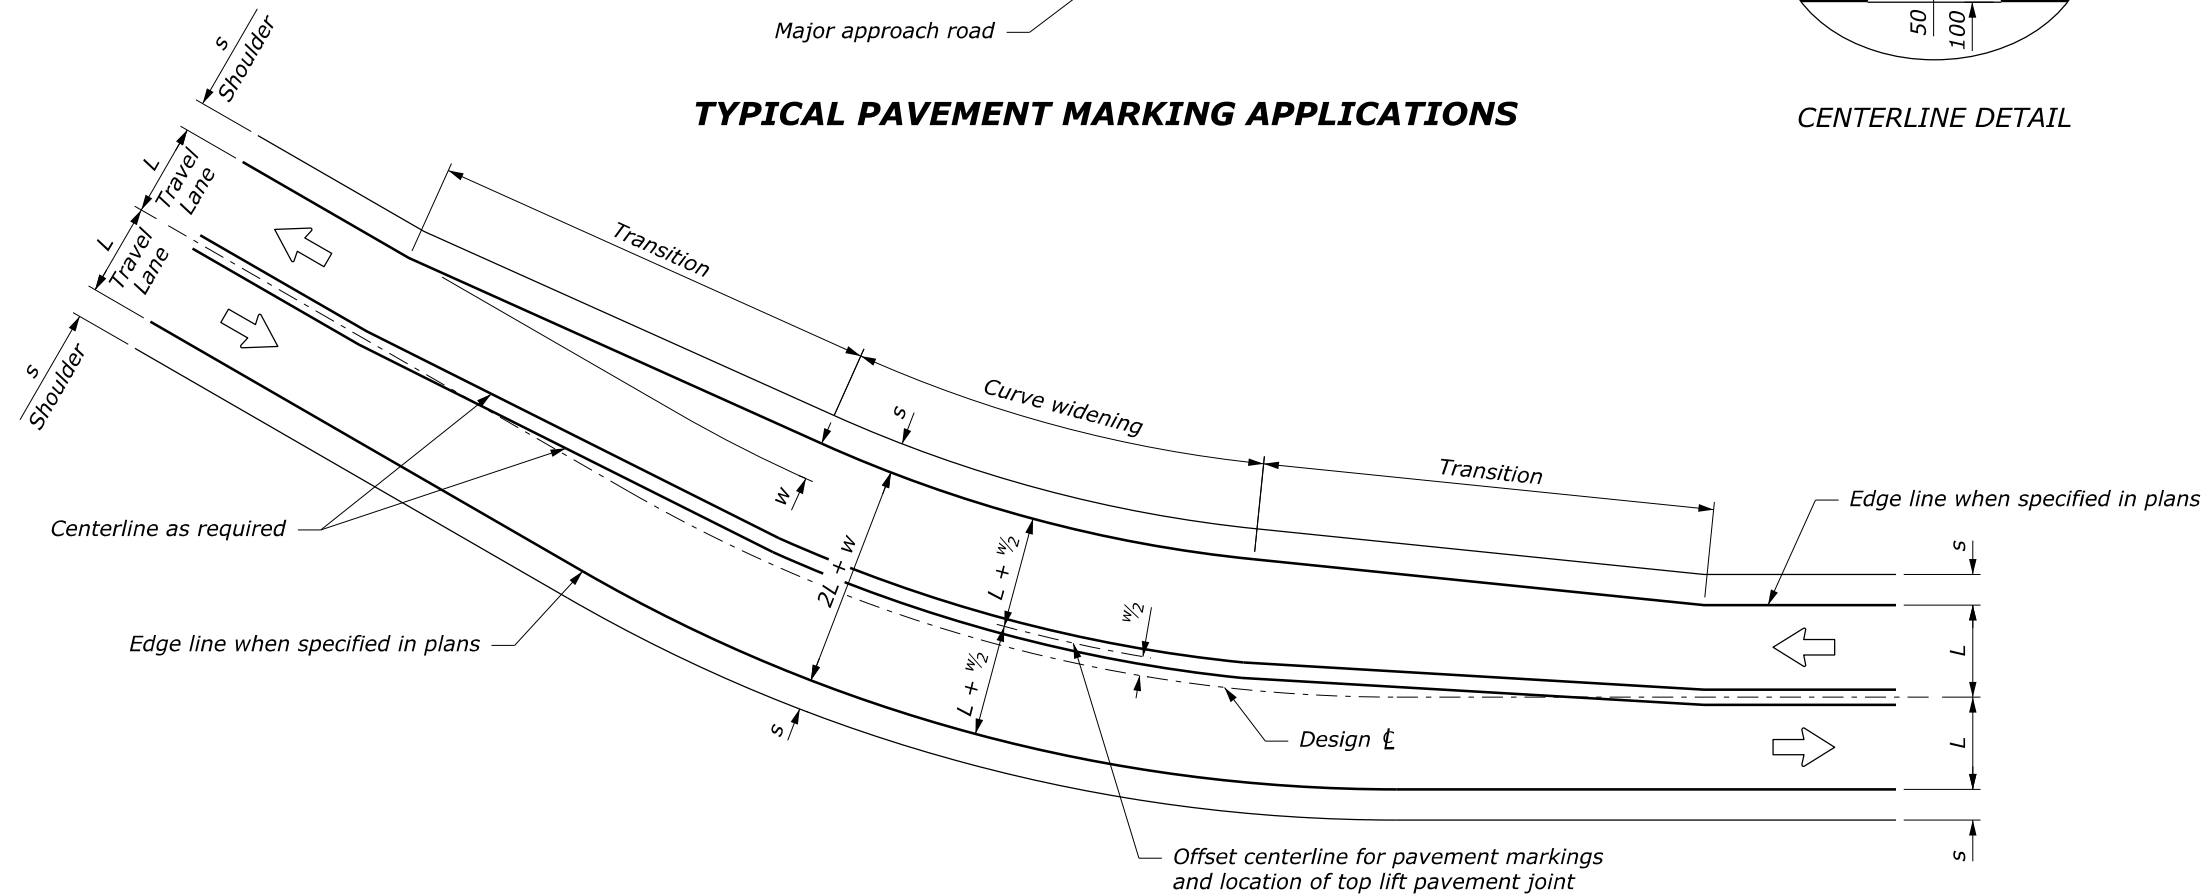 Major approach road
50
100
TYPICAL PAVEMENT MARKING APPLICATIONS
CENTERLINE DETAIL
s
Shoulder
L
Travel
Lane
L
Travel
Lane
s
Shoulder
Transition
Curve widening
s
Transition
w
Edge line when specified in plans
Centerline as required
2L + w
L + w/2
s
w/2
L
Edge line when specified in plans
L + w/2
s
Design ℄
L
Offset centerline for pavement markings
and location of top lift pavement joint
s